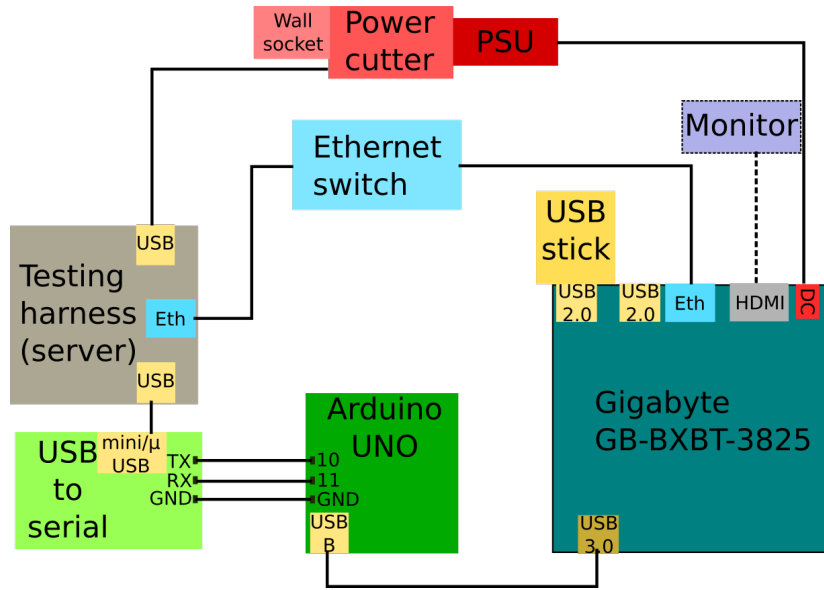 Wall
socket
Power
cutter
PSU
Monitor
Ethernet
switch
USB
stick
USB
Testing
harness
(server)
Eth
USB
USB
2.0
USB
2.0
Eth
HDMI
DC
Gigabyte
GB-BXBT-3825
USB
3.0
USB
to
serial
mini/μ
USB
TX
RX
GND
Arduino
UNO
10
11
GND
USB
B